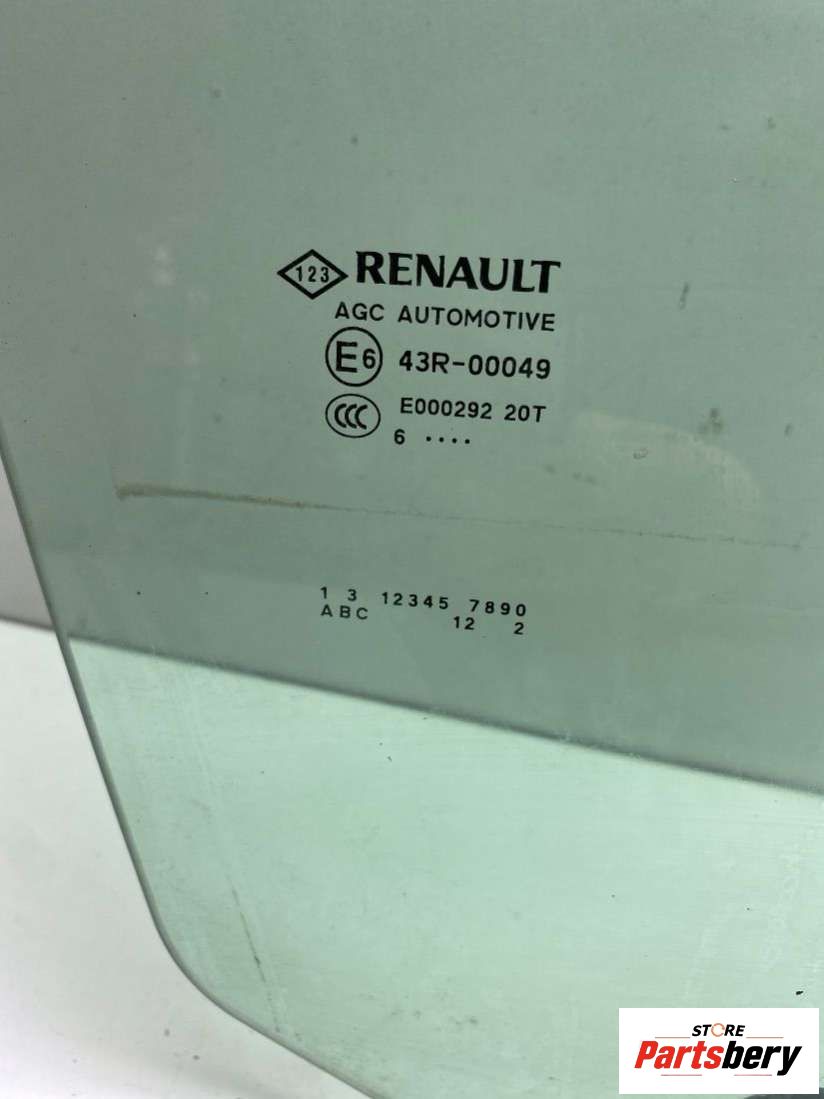 123 RENAULT
AGC AUTOMOTIVE
E6 43R-00049
CCC E000292 20T
6 ••••
1 3 12345 7890
ABC 12 2
STORE
Partsbery